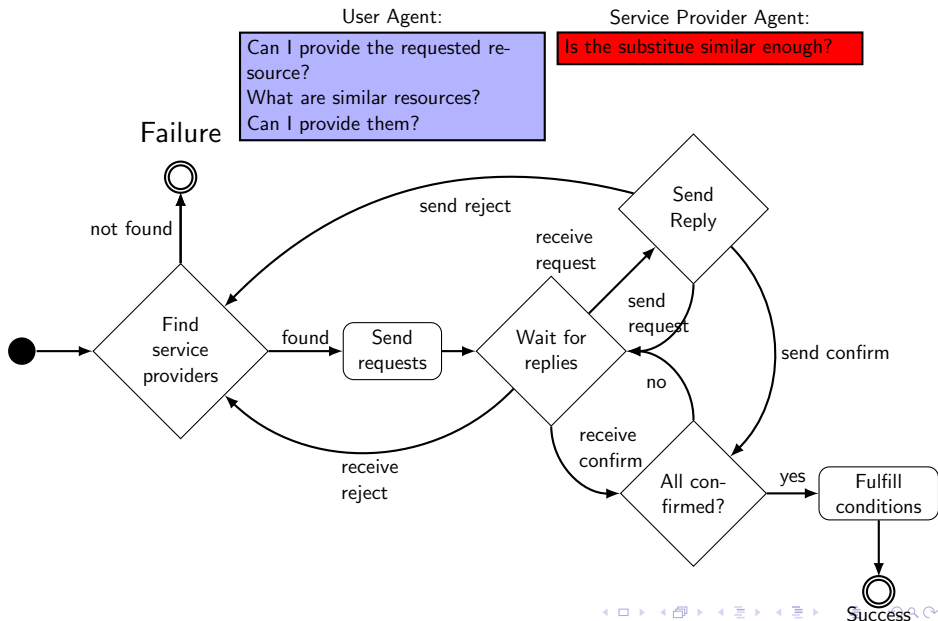 User Agent:
Can I provide the requested re-
source?
What are similar resources?
Can I provide them?
Service Provider Agent:
Is the substitue similar enough?
Failure
not found
Find
service
providers
found
Send
requests
Wait for
replies
receive
request
send reject
Send
Reply
send
request
send confirm
no
receive
confirm
receive
reject
All con-
firmed?
yes
Fulfill
conditions
Success